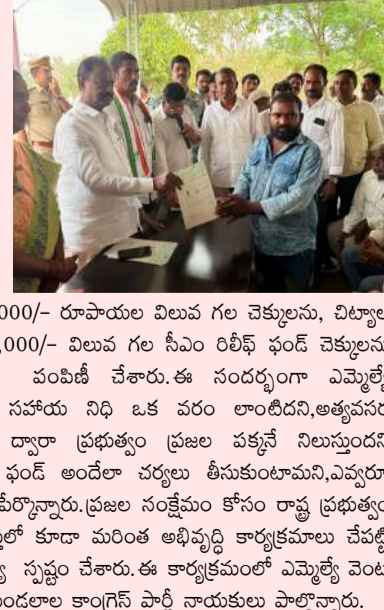 000/- రూపాయల విలువ గల చెక్కులను, చిట్యాల
,000/- విలువ గల సీఎం రిలీఫ్ ఫండ్ చెక్కులను
పంపిణీ చేశారు.ఈ సందర్భంగా ఎమ్మెల్యే
సహాయ నిధి ఒక వరం లాంటిదని,అత్యవసర
ద్వారా ప్రభుత్వం ప్రజల పక్కనే నిలుస్తుందని
ఫండ్ అందేలా చర్యలు తీసుకుంటామని,ఎవ్వరూ
పేర్కొన్నారు.ప్రజల సంక్షేమం కోసం రాష్ట్ర ప్రభుత్వం
లో కూడా మరింత అభివృద్ధి కార్యక్రమాలు చేపట్టి
స్పష్టం చేశారు.ఈ కార్యక్రమంలో ఎమ్మెల్యే వెంట
మండలాల కాంగ్రెస్ పార్టీ నాయకులు పాల్గొన్నారు.